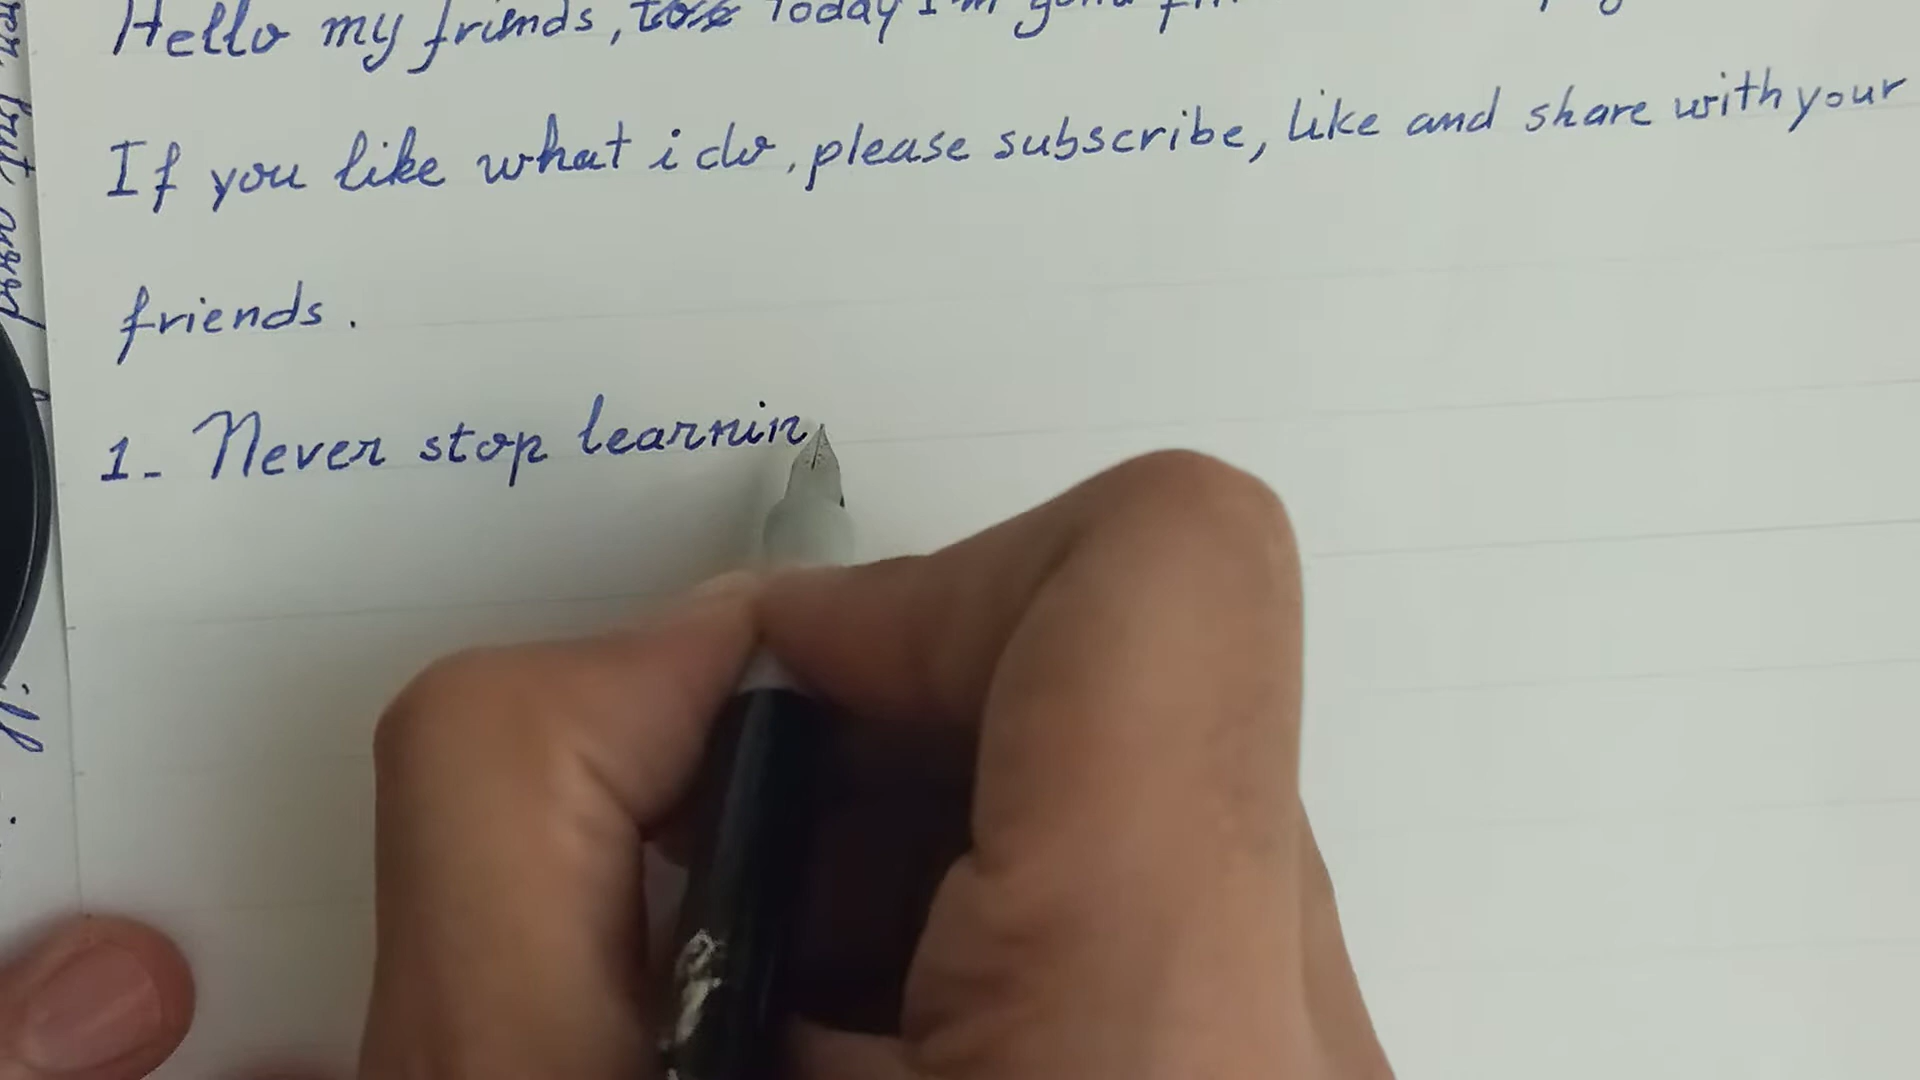 Hello my friends, Today I'm
If you like what i do, please subscribe, like and share with your
friends.
1- Never stop learnin